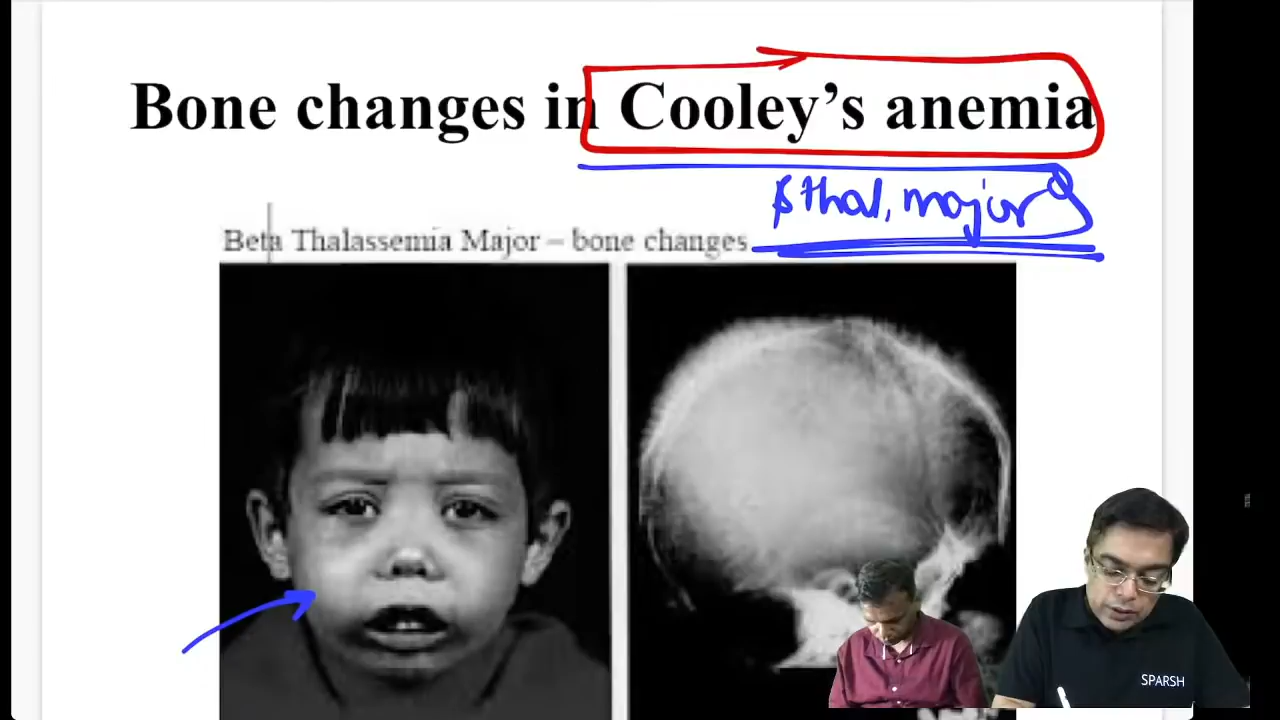 Bone changes in Cooley's anemia
β thal, major
Beta Thalassemia Major – bone changes
SPARSH